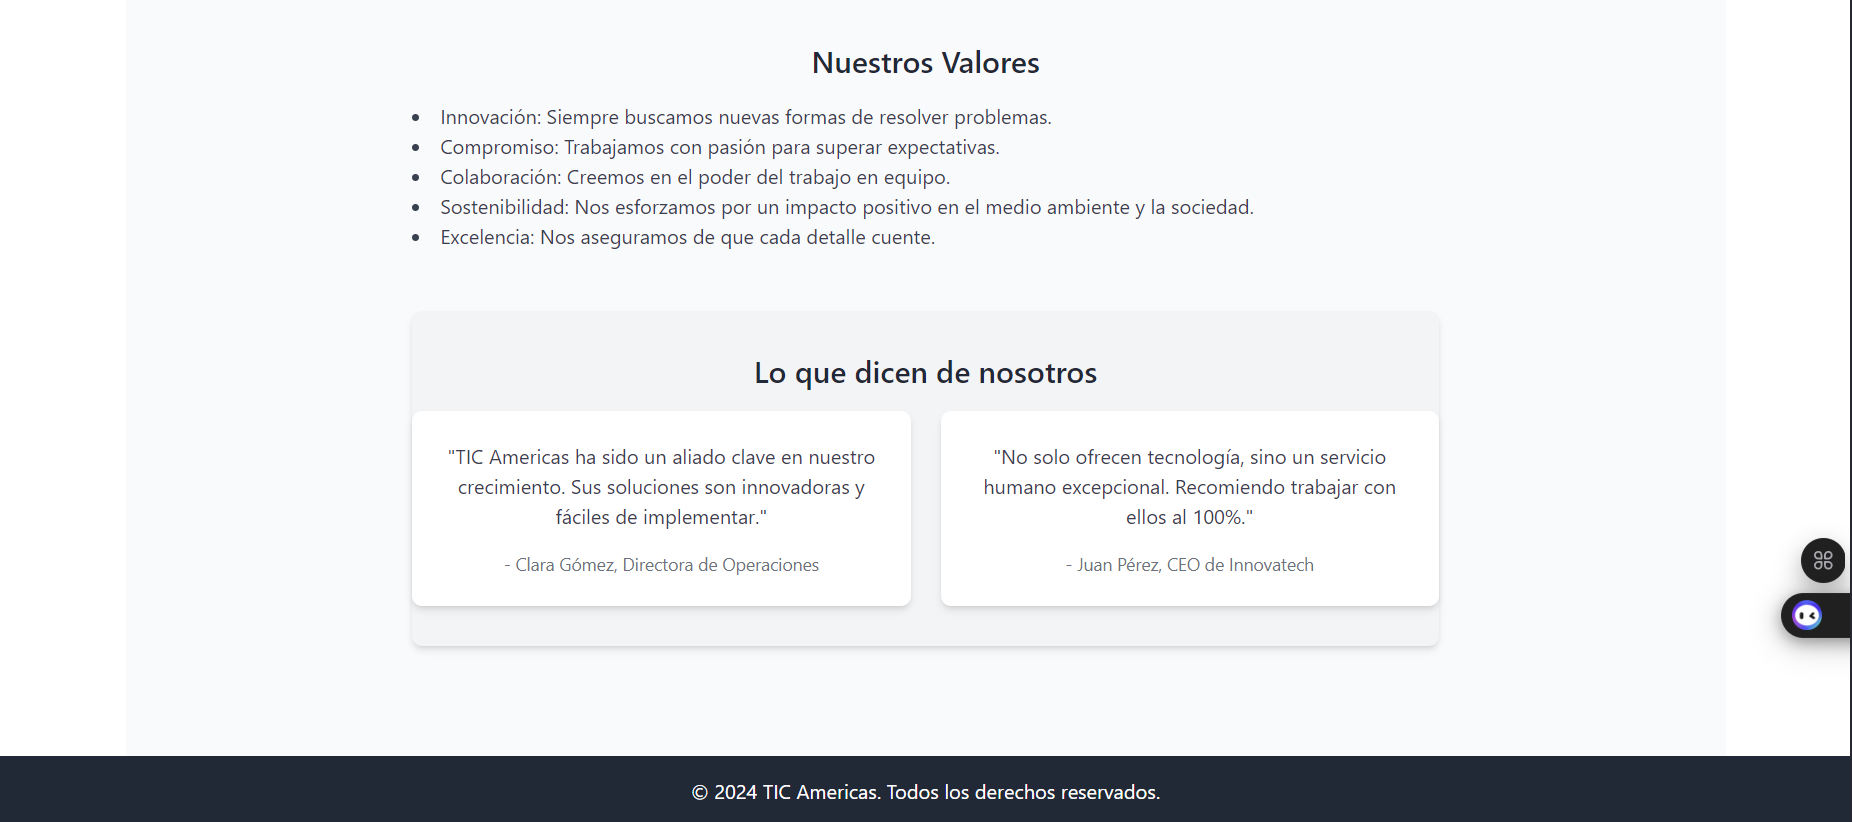 Nuestros Valores
• Innovación: Siempre buscamos nuevas formas de resolver problemas.
• Compromiso: Trabajamos con pasión para superar expectativas.
• Colaboración: Creemos en el poder del trabajo en equipo.
• Sostenibilidad: Nos esforzamos por un impacto positivo en el medio ambiente y la sociedad.
• Excelencia: Nos aseguramos de que cada detalle cuente.
Lo que dicen de nosotros
"TIC Americas ha sido un aliado clave en nuestro
crecimiento. Sus soluciones son innovadoras y
fáciles de implementar."
- Clara Gómez, Directora de Operaciones
"No solo ofrecen tecnología, sino un servicio
humano excepcional. Recomiendo trabajar con
ellos al 100%."
- Juan Pérez, CEO de Innovatech
© 2024 TIC Americas. Todos los derechos reservados.